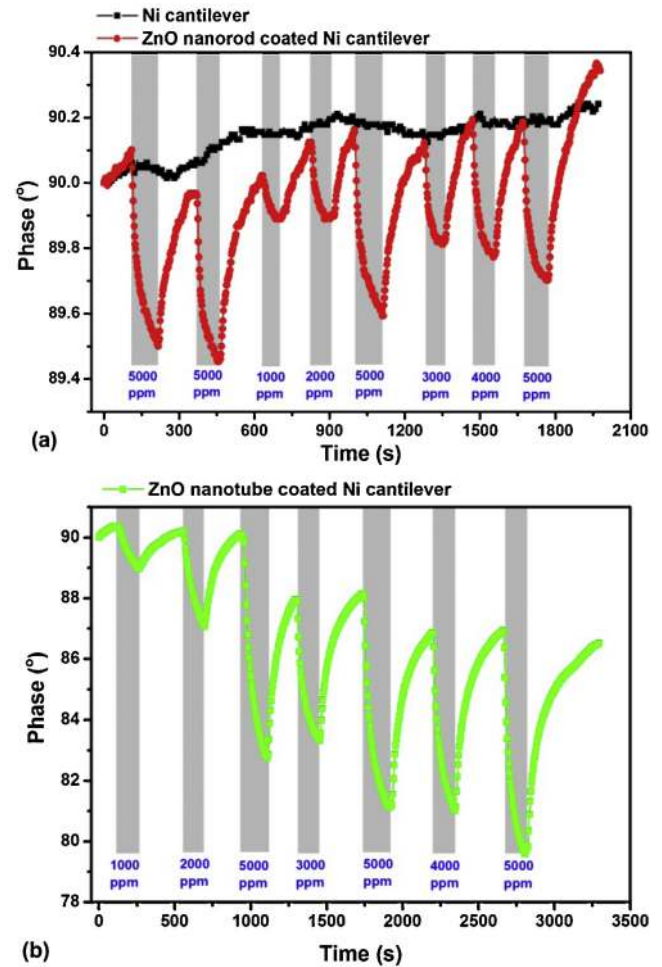 Ni cantilever
ZnO nanorod coated Ni cantilever
90.4
90.2
90.0
89.8
89.6
89.4
Phase (°)
5000 ppm
5000 ppm
1000 ppm
2000 ppm
5000 ppm
3000 ppm
4000 ppm
5000 ppm
0 300 600 900 1200 1500 1800 2100
(a)
Time (s)
ZnO nanotube coated Ni cantilever
90
88
86
84
82
80
78
Phase (°)
1000 ppm
2000 ppm
5000 ppm
3000 ppm
5000 ppm
4000 ppm
5000 ppm
0 500 1000 1500 2000 2500 3000 3500
(b)
Time (s)